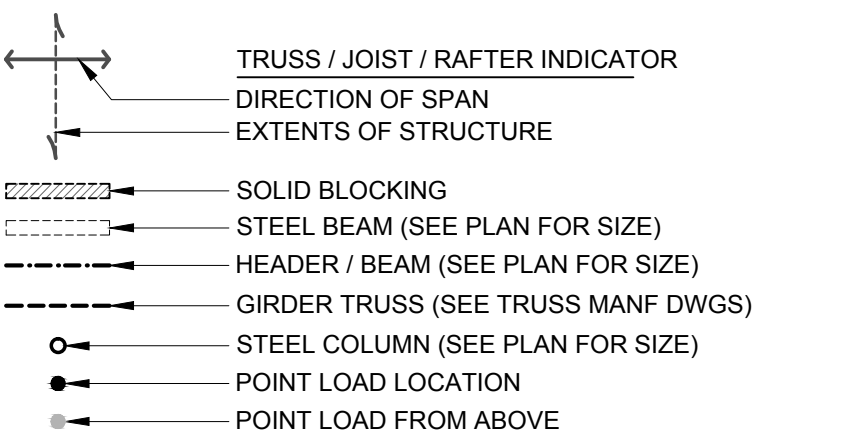 TRUSS / JOIST / RAFTER INDICATOR
DIRECTION OF SPAN
EXTENTS OF STRUCTURE
SOLID BLOCKING
STEEL BEAM (SEE PLAN FOR SIZE)
HEADER / BEAM (SEE PLAN FOR SIZE)
GIRDER TRUSS (SEE TRUSS MANF DWGS)
STEEL COLUMN (SEE PLAN FOR SIZE)
POINT LOAD LOCATION
POINT LOAD FROM ABOVE